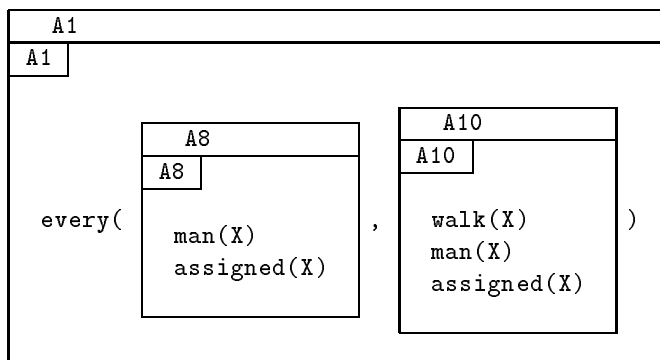 A1
A1
A8
A10
A8
A10
every( man(X) , walk(X) )
assigned(X) man(X)
assigned(X)